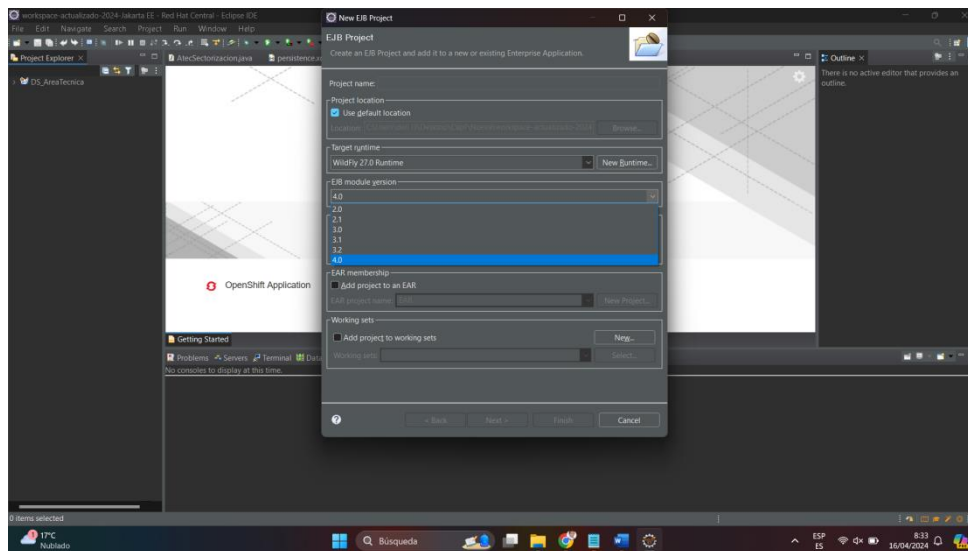 workspace-actualizado-2024-Jakarta EE - Red Hat Central - Eclipse IDE
File Edit Navigate Search Project Run Window Help
Project Explorer
DS_AreaTecnica
AtecSectorizacion.java
persistence.x
OpenShift Application
Getting Started
Problems Servers Terminal Data
No consoles to display at this time.
New EJB Project
EJB Project
Create an EJB Project and add it to a new or existing Enterprise Application.
Project name:
Project location
Use default location
Location:
Browse...
Target runtime
WildFly 27.0 Runtime
New Runtime...
EJB module version
4.0
2.0
2.1
3.0
3.1
3.2
4.0
EAR membership
Add project to an EAR
EAR project name: EAR
New Project...
Working sets
Add project to working sets
New...
Working sets:
Select...
< Back Next > Finish Cancel
Outline
There is no active editor that provides an
outline.
0 items selected
17°C
Nublado
Búsqueda
ESP
ES
8:33
16/04/2024